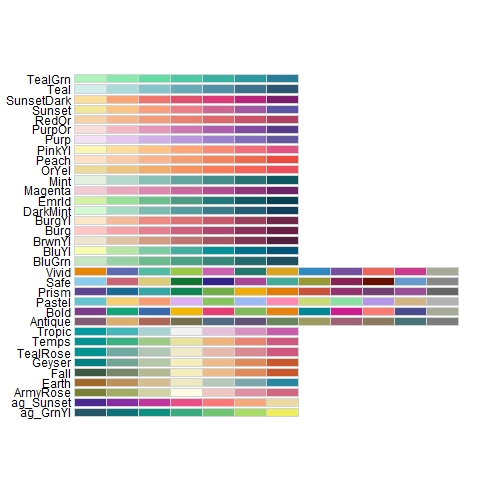 TealGrn
Teal
SunsetDark
Sunset
RedOr
PurpOr
Purp
PinkYl
Peach
OrYel
Mint
Magenta
Emrld
DarkMint
BurgYl
Burg
BrwnYl
BluYl
BluGrn
Vivid
Safe
Prism
Pastel
Bold
Antique
Tropic
Temps
TealRose
Geyser
Fall
Earth
ArmyRose
ag_Sunset
ag_GrnYl